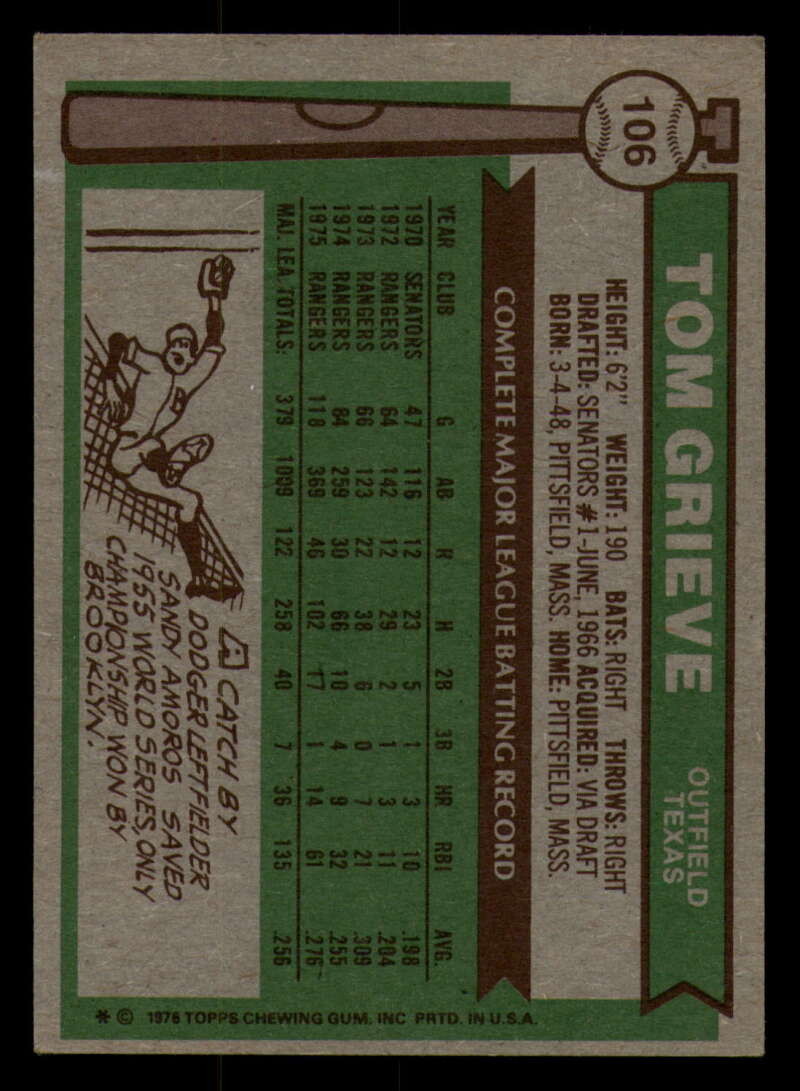 106
TOM GRIEVE
OUTFIELD
TEXAS
HEIGHT: 6'2" WEIGHT: 190 BATS: RIGHT THROWS: RIGHT
DRAFTED: SENATORS #1-JUNE, 1966 ACQUIRED: VIA DRAFT
BORN: 3-4-48, PITTSFIELD, MASS. HOME: PITTSFIELD, MASS.
COMPLETE MAJOR LEAGUE BATTING RECORD
YEAR CLUB G AB R H 2B 3B HR RBI AVG.
1970 SENATORS 47 116 12 23 5 1 3 10 .198
1972 RANGERS 64 142 12 29 2 1 3 11 .204
1973 RANGERS 66 123 22 38 6 0 7 21 .309
1974 RANGERS 84 259 30 66 10 4 9 32 .255
1975 RANGERS 118 369 46 102 17 1 14 61 .276
MAJ. LEA. TOTALS: 379 1009 122 258 40 7 36 135 .256
A CATCH BY
DODGER LEFTFIELDER
SANDY AMOROS SAVED
1955 WORLD SERIES, ONLY
CHAMPIONSHIP WON BY
BROOKLYN.
* © 1976 TOPPS CHEWING GUM, INC PRTD. IN U.S.A.